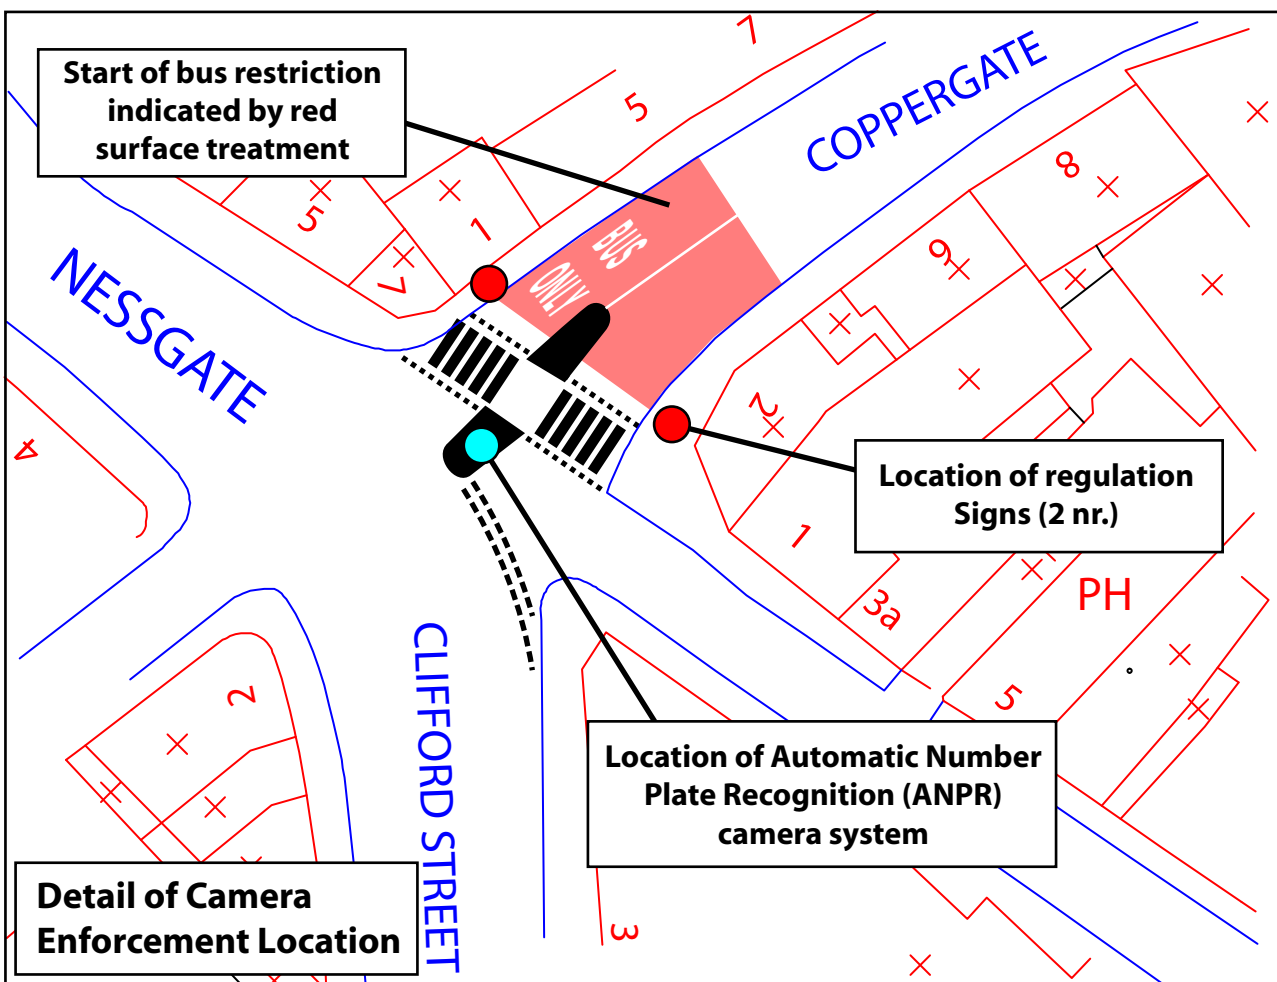 Start of bus restriction
indicated by red
surface treatment
7
5
COPPERGATE
8
5
1
7
9
BUS
ONLY
NESSGATE
2
4
Location of regulation
Signs (2 nr.)
1
3a
PH
5
2
CLIFFORD STREET
Location of Automatic Number
Plate Recognition (ANPR)
camera system
3
Detail of Camera
Enforcement Location